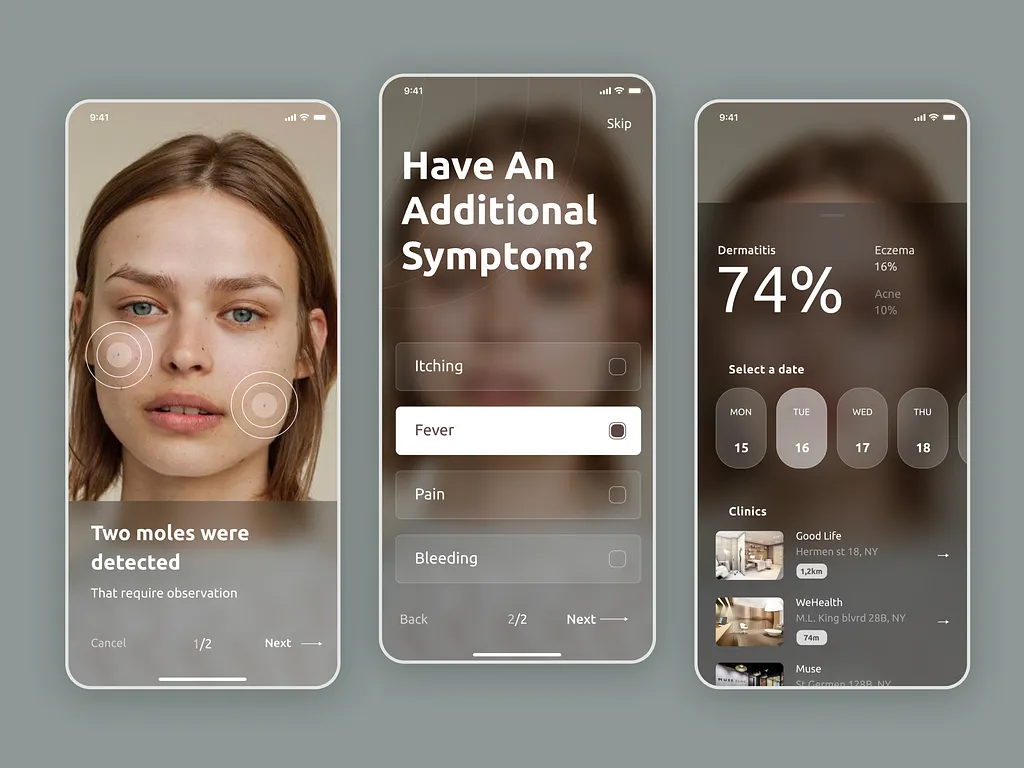 9:41
Two moles were
detected
That require observation
Cancel
1/2
Next
9:41
Skip
Have An
Additional
Symptom?
Itching
Fever
Pain
Bleeding
Back
2/2
Next
9:41
Dermatitis
74%
Eczema
16%
Acne
10%
Select a date
MON
15
TUE
16
WED
17
THU
18
Clinics
Good Life
Hermen st 18, NY
1,2km
WeHealth
M.L. King blvrd 28B, NY
74m
Muse
St Germen 128B, NY